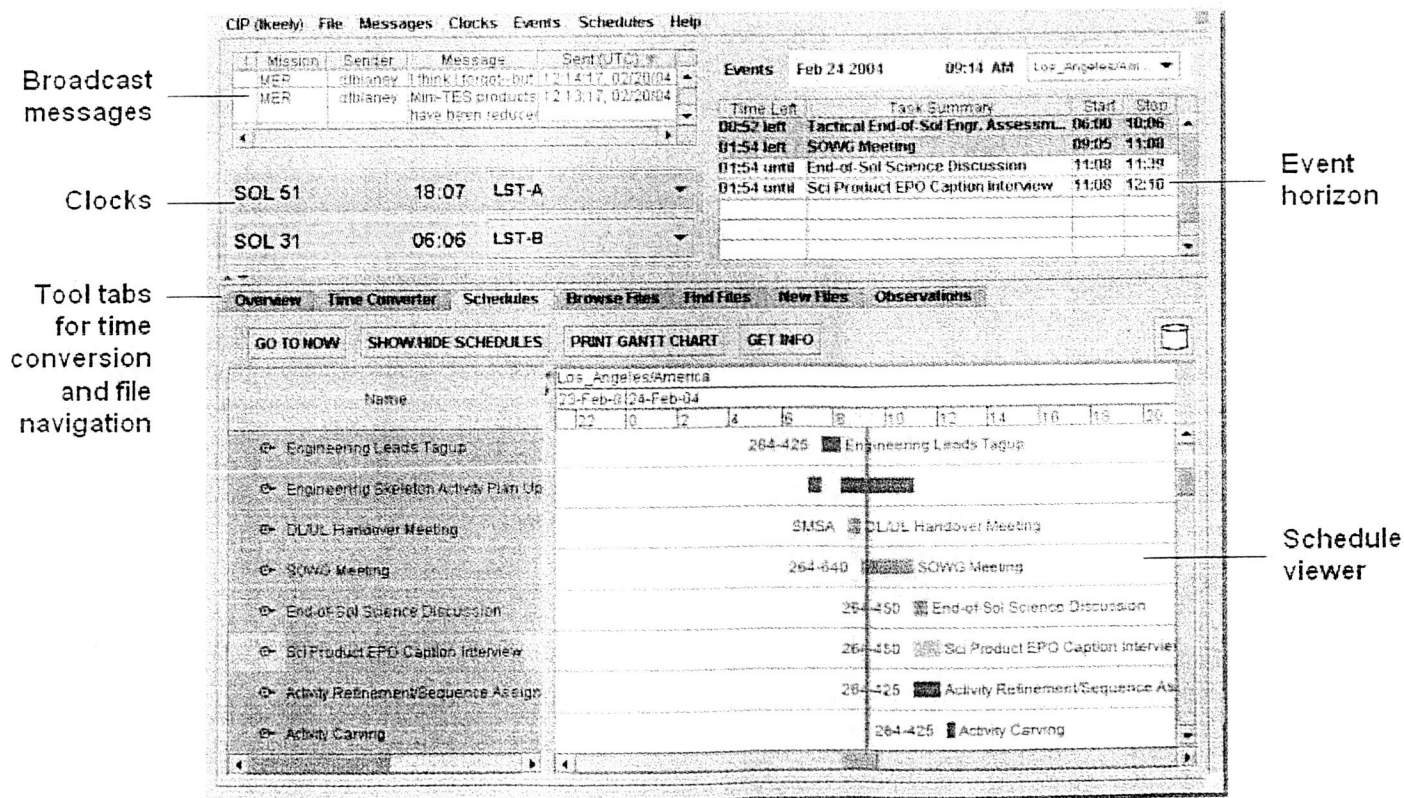 CIP (lkeely) File Messages Clocks Events Schedules Help
Broadcast
messages
! Mission Sender Message Sent (UTC)
MER dlblaney I think I forgot...but 12:14:17, 02/20/04
MER dlblaney Mini-TES products 12:13:17, 02/20/04
have been reduced
Events Feb 24 2004 09:14 AM Los_Angeles/Am...
Time Left Task Summary Start Stop
00:52 left Tactical End-of-Sol Engr. Assessm... 06:00 10:06
01:54 left SOWG Meeting 09:05 11:08
01:54 until End-of-Sol Science Discussion 11:08 11:39
01:54 until Sci Product EPO Caption Interview 11:08 12:10
Event
horizon
Clocks
SOL 51 18:07 LST-A
SOL 31 06:06 LST-B
Tool tabs
for time
conversion
and file
navigation
Overview Time Converter Schedules Browse Files Find Files New Files Observations
GO TO NOW SHOW/HIDE SCHEDULES PRINT GANTT CHART GET INFO
Name
Los_Angeles/America
23-Feb-0 24-Feb-04
22 0 2 4 6 8 10 12 14 16 18 20
Engineering Leads Tagup 264-425 Engineering Leads Tagup
Engineering Skeleton Activity Plan Up
DL/UL Handover Meeting SMSA DL/UL Handover Meeting
SOWG Meeting 264-640 SOWG Meeting
End-of-Sol Science Discussion 264-450 End-of-Sol Science Discussion
Sci Product EPO Caption Interview 264-450 Sci Product EPO Caption Intervie
Activity Refinement/Sequence Assign 264-425 Activity Refinement/Sequence As
Activity Carving 264-425 Activity Carving
Schedule
viewer